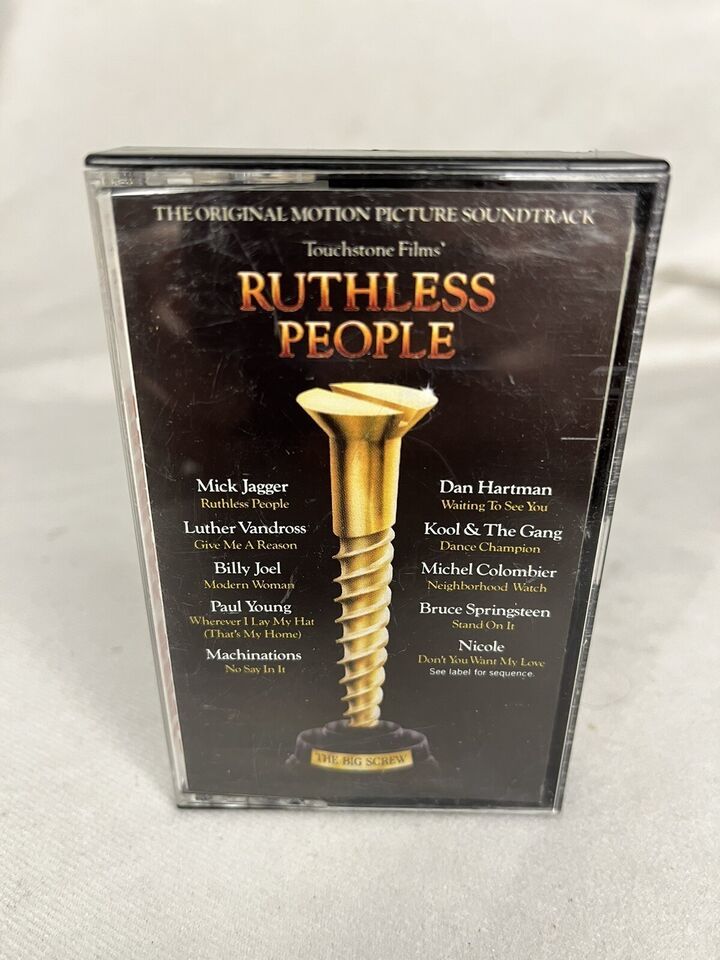 THE ORIGINAL MOTION PICTURE SOUNDTRACK
Touchstone Films'
RUTHLESS
PEOPLE
Mick Jagger
Ruthless People
Luther Vandross
Give Me A Reason
Billy Joel
Modern Woman
Paul Young
Wherever I Lay My Hat
(That's My Home)
Machinations
No Say In It
Dan Hartman
Waiting To See You
Kool & The Gang
Dance Champion
Michel Colombier
Neighborhood Watch
Bruce Springsteen
Stand On It
Nicole
Don't You Want My Love
See label for sequence.
THE BIG SCREW